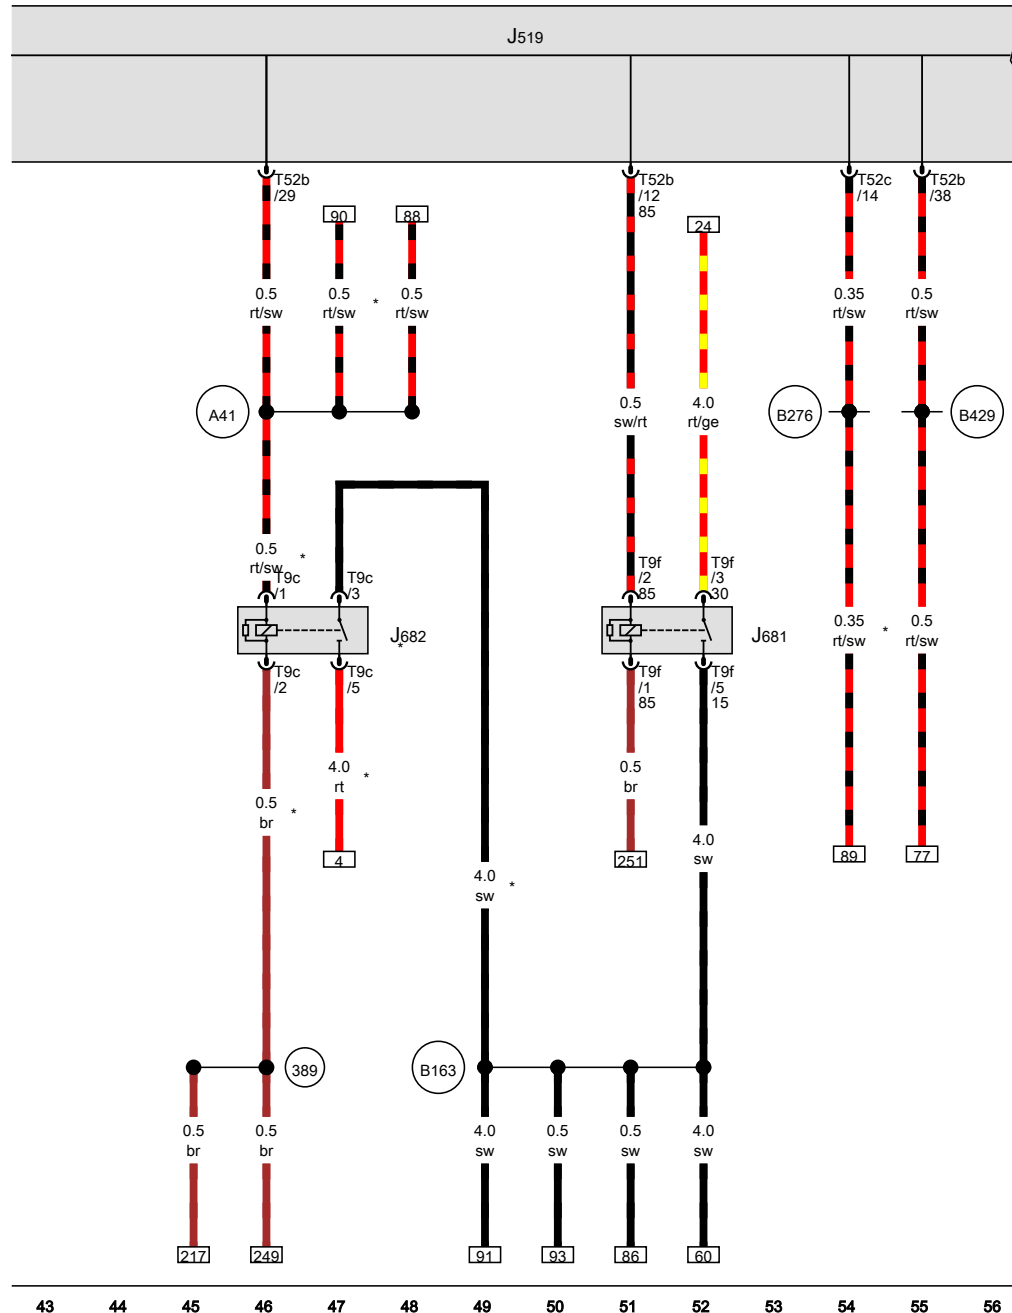 J519
T52b
/29
T52b
/12
85
T52c
/14
T52b
/38
90
88
24
0.5
rt/sw
0.5
rt/sw
*
0.5
rt/sw
0.35
rt/sw
0.5
rt/sw
A41
0.5
sw/rt
4.0
rt/ge
B276
B429
0.5
rt/sw
*
T9c
/1
T9c
/3
T9f
/2
85
T9f
/3
30
J682
*
J681
0.35
rt/sw
*
0.5
rt/sw
T9c
/2
T9c
/5
T9f
/1
85
T9f
/5
15
4.0
rt
*
0.5
br
*
0.5
br
4.0
sw
4
251
89
77
4.0
sw
*
389
B163
0.5
br
0.5
br
4.0
sw
0.5
sw
0.5
sw
4.0
sw
217
249
91
93
86
60
43 44 45 46 47 48 49 50 51 52 53 54 55 56